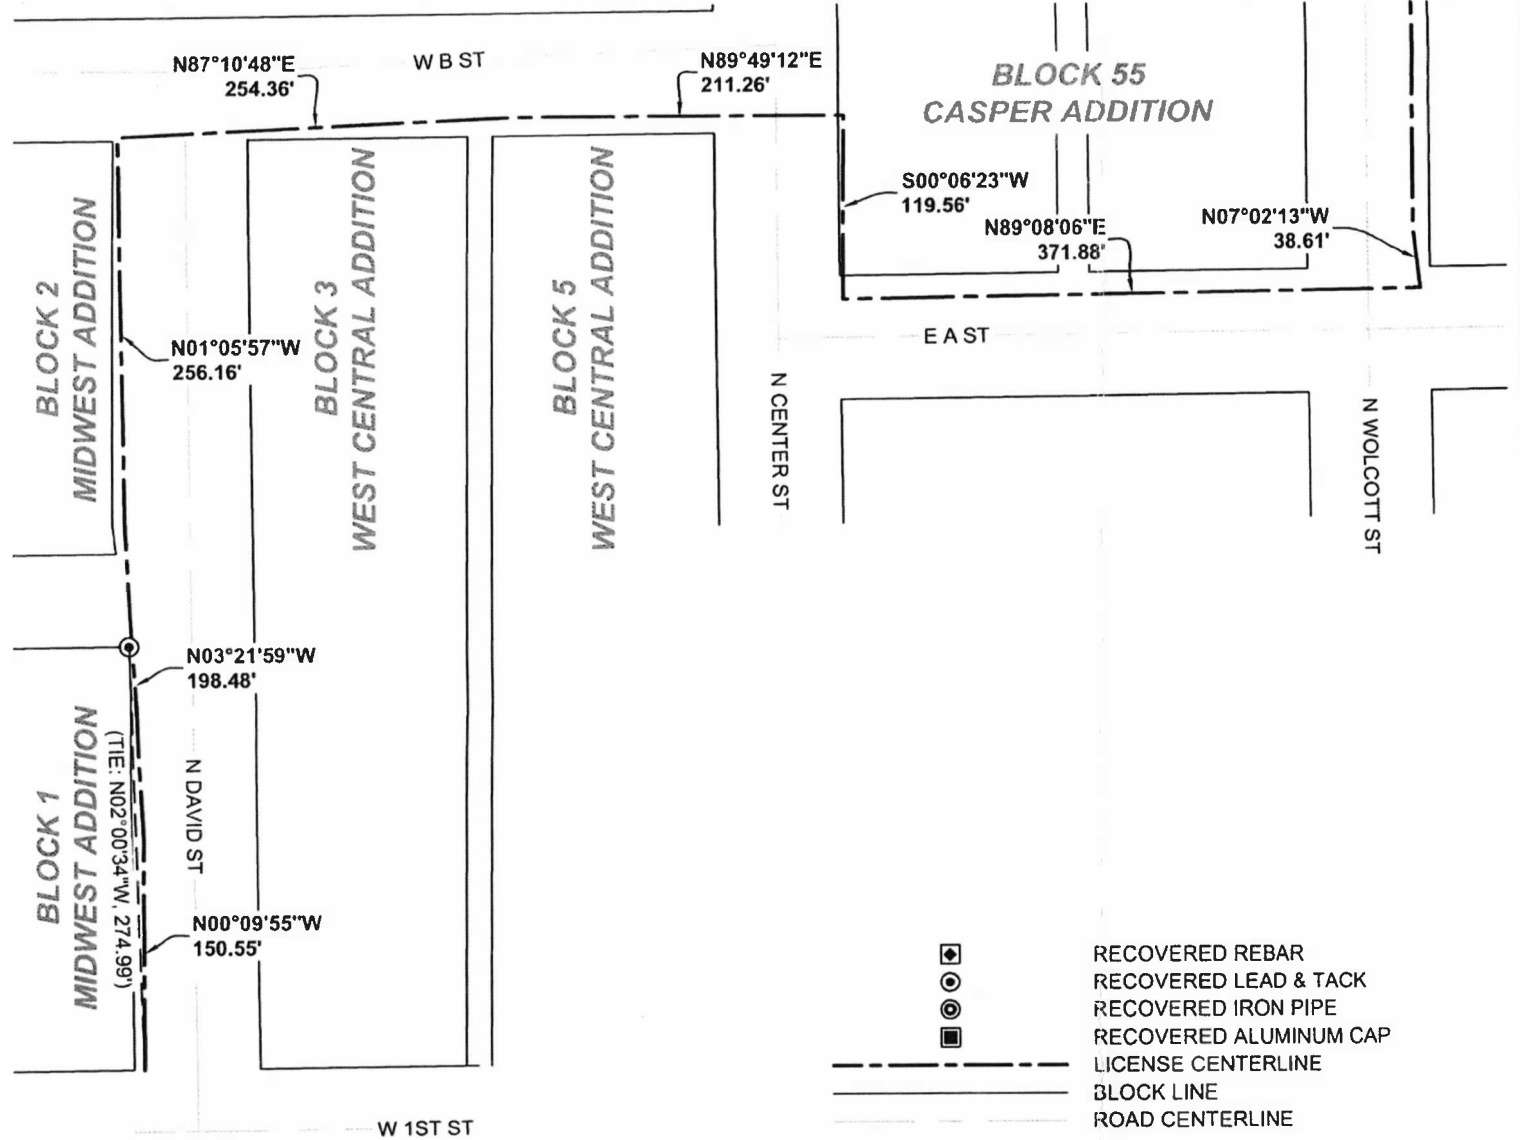 W B ST
N87°10'48"E
254.36'
N89°49'12"E
211.26'
BLOCK 55
CASPER ADDITION
S00°06'23"W
119.56'
N89°08'06"E
371.88'
N07°02'13"W
38.61'
BLOCK 2
MIDWEST ADDITION
BLOCK 3
WEST CENTRAL ADDITION
BLOCK 5
WEST CENTRAL ADDITION
N01°05'57"W
256.16'
E A ST
N CENTER ST
N WOLCOTT ST
N03°21'59"W
198.48'
BLOCK 1
MIDWEST ADDITION
(TIE: N02°00'34"W, 274.99')
N DAVID ST
N00°09'55"W
150.55'
W 1ST ST
RECOVERED REBAR
RECOVERED LEAD & TACK
RECOVERED IRON PIPE
RECOVERED ALUMINUM CAP
LICENSE CENTERLINE
BLOCK LINE
ROAD CENTERLINE